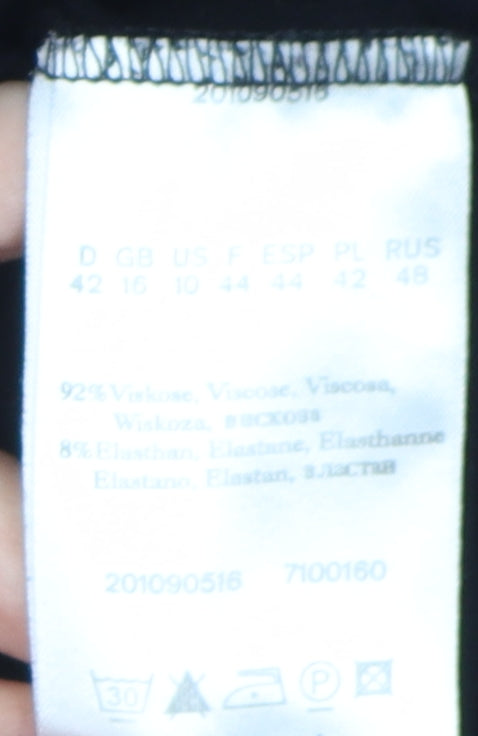 201090516
D GB US F ESP PL RUS
42 16 10 44 44 42 48
92% Viskose, Viscose, Viscosa,
Wiskoza, вискоза
8% Elasthan, Elastane, Elasthanne
Elastano, Elastan, эластан
201090516 7100160
30 P